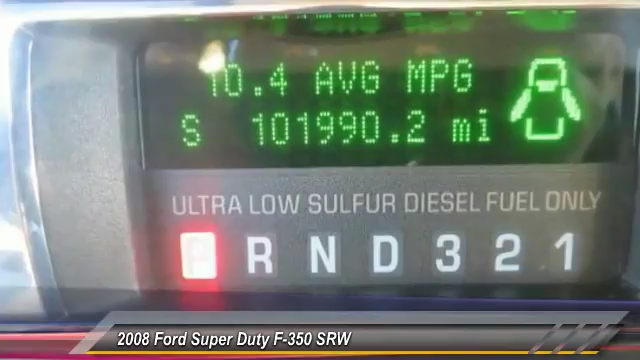 10.4 AVG MPG
S 101990.2 mi
ULTRA LOW SULFUR DIESEL FUEL ONLY
P R N D 3 2 1
2008 Ford Super Duty F-350 SRW